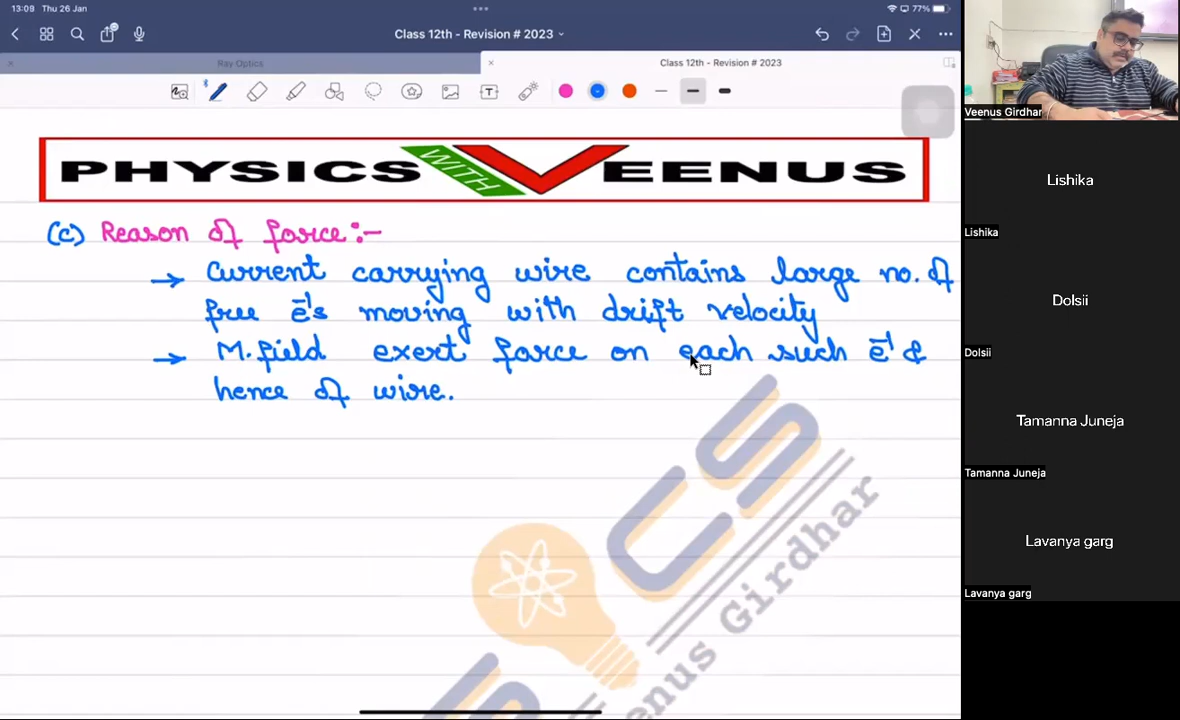 13:09 Thu 26 Jan
77%
Class 12th - Revision # 2023
Ray Optics
Class 12th - Revision # 2023
PHYSICS WITH VEENUS
(c) Reason of force:-
→ Current carrying wire contains large no. of
free e⁻'s moving with drift velocity
→ M.field exert force on each such e⁻ &
hence of wire.
CS
enus Girdhar
Veenus Girdhar
Lishika
Lishika
Dolsii
Dolsii
Tamanna Juneja
Tamanna Juneja
Lavanya garg
Lavanya garg